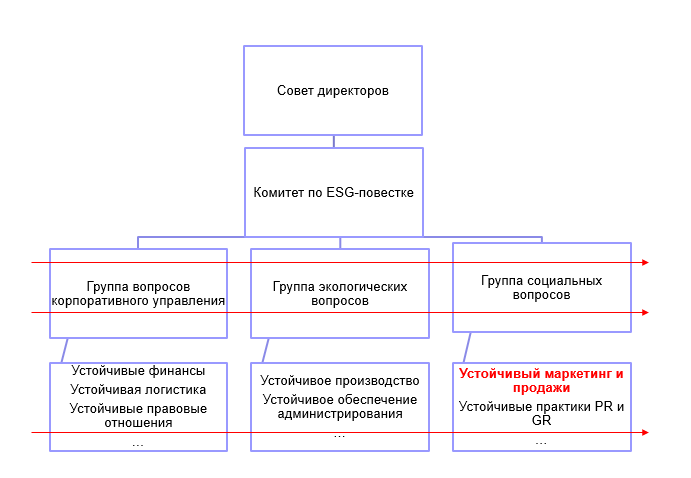 Совет директоров
Комитет по ESG-повестке
Группа вопросов
корпоративного управления
Группа экологических
вопросов
Группа социальных
вопросов
Устойчивые финансы
Устойчивая логистика
Устойчивые правовые
отношения
...
Устойчивое производство
Устойчивое обеспечение
администрирования
...
Устойчивый маркетинг и
продажи
Устойчивые практики PR и
GR
...